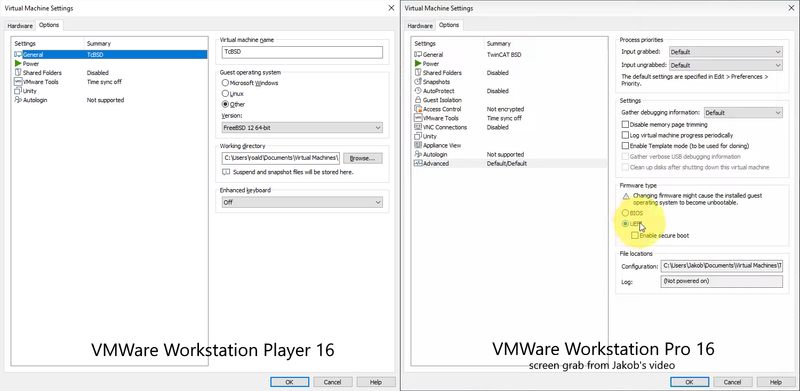 Virtual Machine Settings
Hardware Options
Settings Summary
General TcBSD
Power
Shared Folders Disabled
VMware Tools Time sync off
Unity
Autologin Not supported
Virtual machine name
TcBSD
Guest operating system
Microsoft Windows
Linux
Other
Version:
FreeBSD 12 64-bit
Working directory
C:\Users\roald\Documents\Virtual Machines\ Browse...
Suspend and snapshot files will be stored here.
Enhanced keyboard
Off
VMWare Workstation Player 16
OK Cancel Help
Virtual Machine Settings
Hardware Options
Settings Summary
General TwinCAT BSD
Power
Shared Folders Disabled
Snapshots
AutoProtect Disabled
Guest Isolation
Access Control Not encrypted
VMware Tools Time sync off
VNC Connections Disabled
Unity
Appliance View
Autologin Not supported
Advanced Default/Default
Process priorities
Input grabbed: Default
Input ungrabbed: Default
The default settings are specified in Edit > Preferences >
Priority.
Settings
Gather debugging information: Default
Disable memory page trimming
Log virtual machine progress periodically
Enable Template mode (to be used for cloning)
Gather verbose USB debugging information
Clean up disks after shutting down this virtual machine
Firmware type
Changing firmware might cause the installed guest
operating system to become unbootable.
BIOS
UEFI
Enable secure boot
File locations
Configuration: C:\Users\Jakob\Documents\Virtual Machines\T
Log: (Not powered on)
VMWare Workstation Pro 16
screen grab from Jakob's video
OK Cancel Help